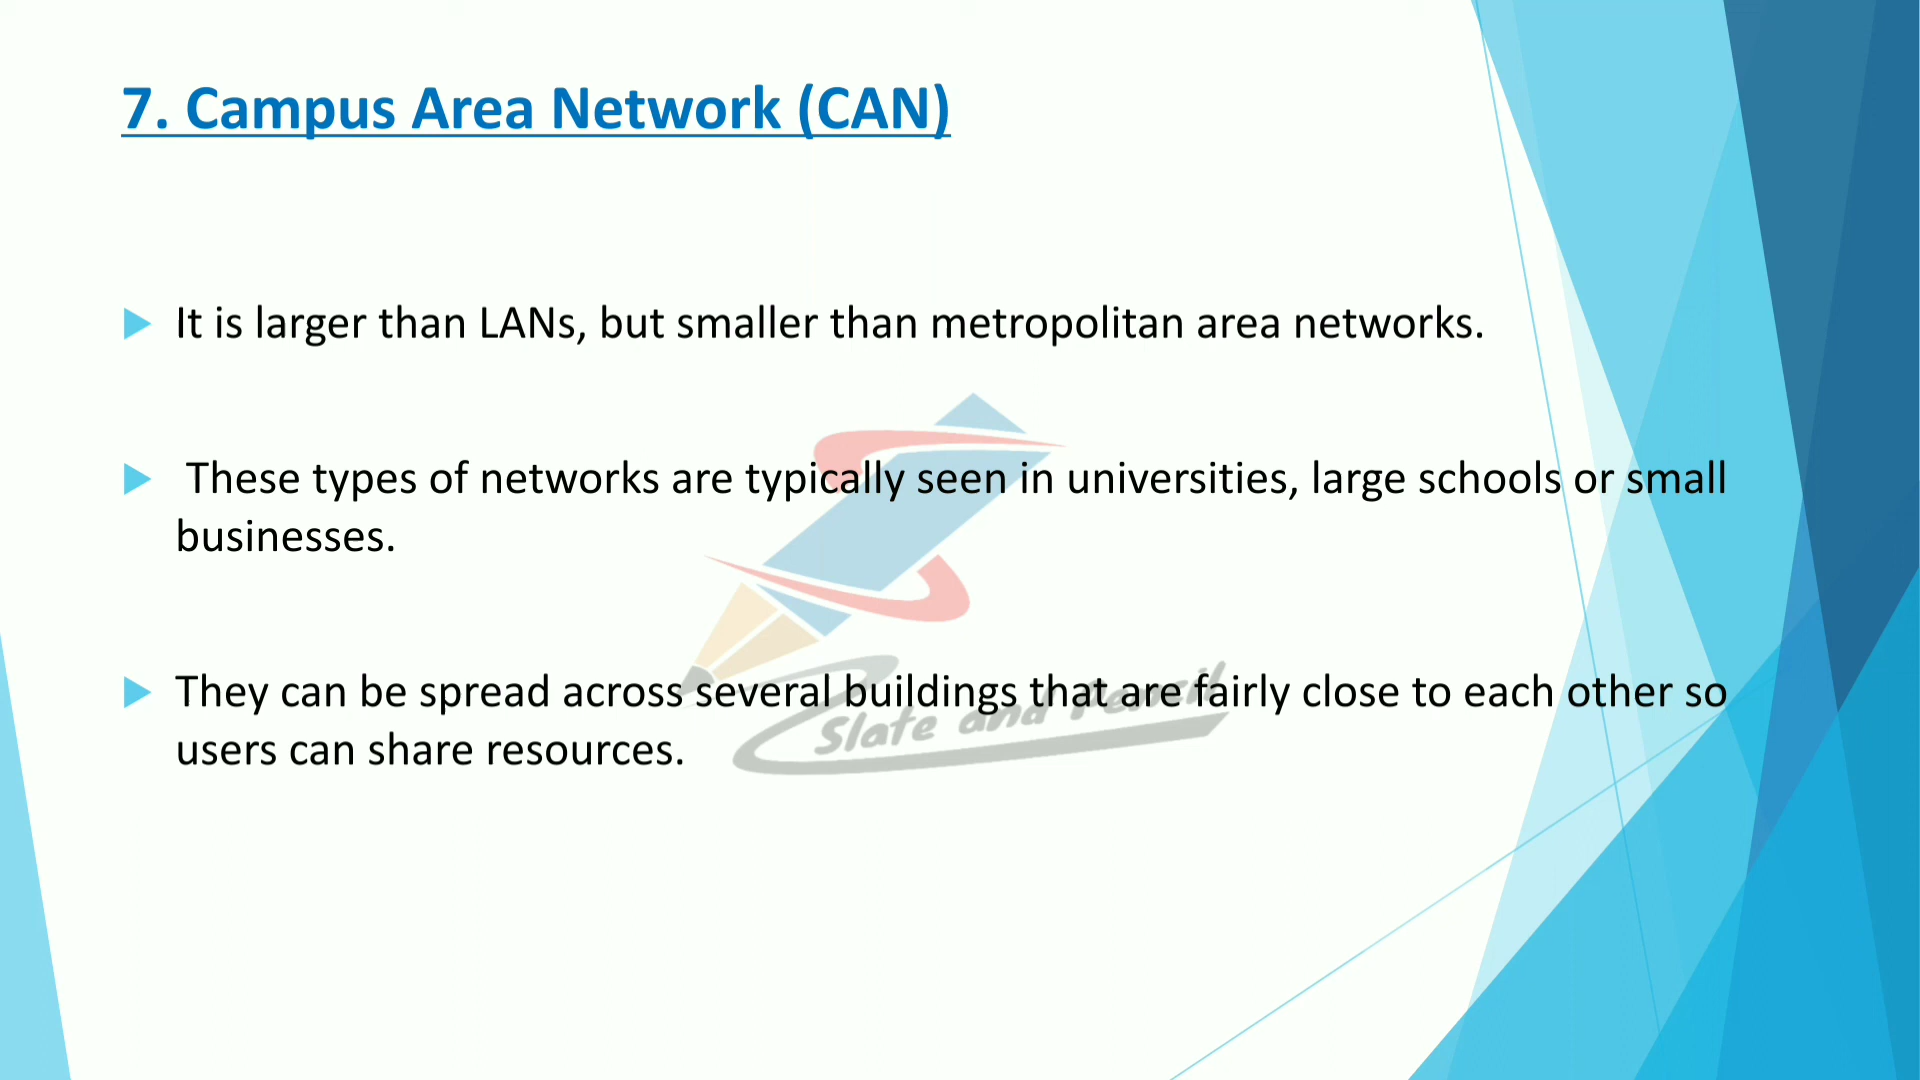 7. Campus Area Network (CAN)
It is larger than LANs, but smaller than metropolitan area networks.
These types of networks are typically seen in universities, large schools or small
businesses.
They can be spread across several buildings that are fairly close to each other so
users can share resources.
Slate and Pencil